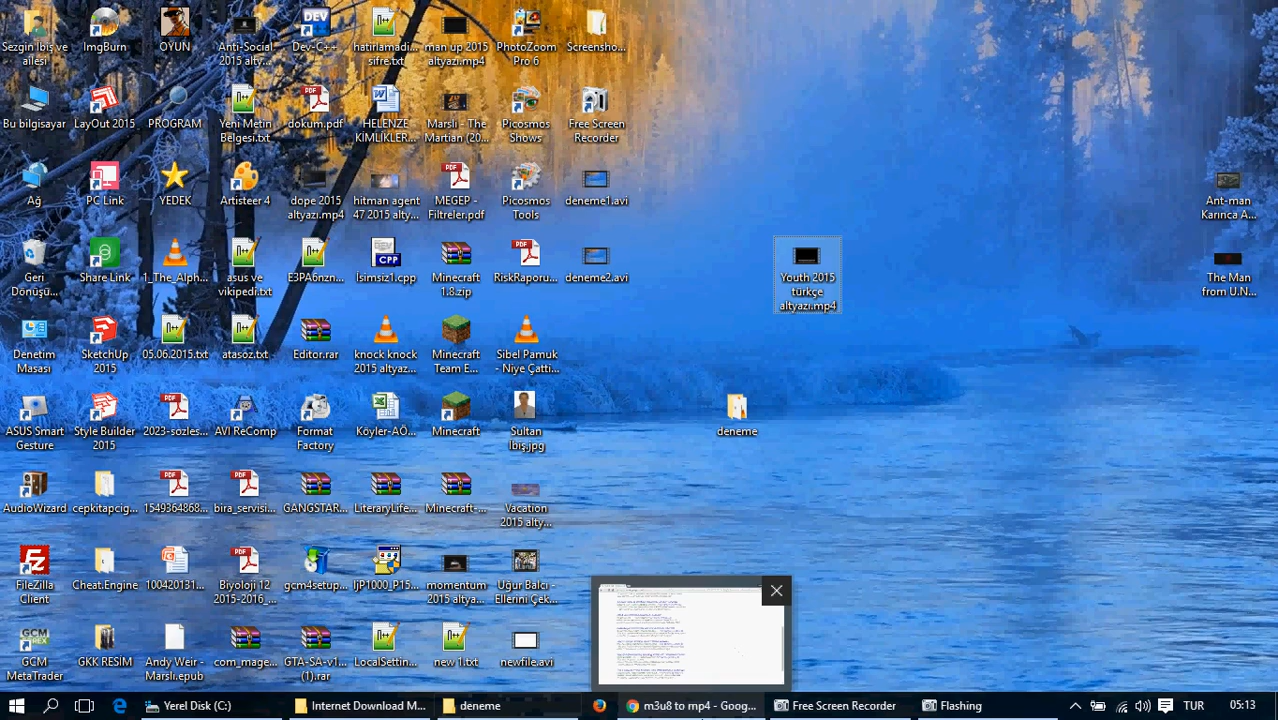 Sezgin İbiş ve
ailesi
ImgBurn
OYUN
Anti-Social
2015 alty...
DEV
Dev-C++
hatirlamadi...
sifre.txt
man up 2015
altyazı.mp4
PhotoZoom
Pro 6
Screensho...
Bu bilgisayar
LayOut 2015
PROGRAM
Yeni Metin
Belgesi.txt
dokum.pdf
HELENZE
KİMLİKLER...
Marslı - The
Martian (20...
Picosmos
Shows
Free Screen
Recorder
Ağ
PC Link
YEDEK
Artisteer 4
dope 2015
altyazı.mp4
hitman agent
47 2015 alty...
MEGEP -
Filtreler.pdf
Picosmos
Tools
deneme1.avi
Ant-man
Karınca A...
Geri
Dönüşü...
Share Link
1_The_Alph...
asus ve
vikipedi.txt
E3PA6nzn...
CPP
İsimsiz1.cpp
Minecraft
1.8.zip
RiskRaporu...
deneme2.avi
Youth 2015
türkçe
altyazı.mp4
The Man
from U.N...
Denetim
Masası
SketchUp
2015
05.06.2015.txt
atasöz.txt
Editor.rar
knock knock
2015 altyaz...
Minecraft
Team E...
Sibel Pamuk
- Niye Çattı...
ASUS Smart
Gesture
Style Builder
2015
2023-sozles...
AVI ReComp
Format
Factory
Köyler-AÖ...
Minecraft
Sultan
İbiş.jpg
deneme
AudioWizard
cepkitapcig...
1549364868...
bira_servisi...
GANGSTAR...
LiteraryLife...
Minecraft-...
Vacation
2015 alty...
FileZilla
Client
Cheat.Engine
100420131...
Biyoloji 12
2015-2016_...
gcm4setup...
ljP1000_P15...
momentum
2015 altya...
Uğur Balcı -
Ellerini Çek...
GCM
MetaTrader
GKK RESİM
Andy Weir -
Marslı.epub
GTA-SA-v1...
(1).rar
new 1.txt
newfile.avi
Yerel Disk (C:)
Internet Download M...
deneme
m3u8 to mp4 - Goog...
Free Screen Recorder
Flashing
TUR
05:13